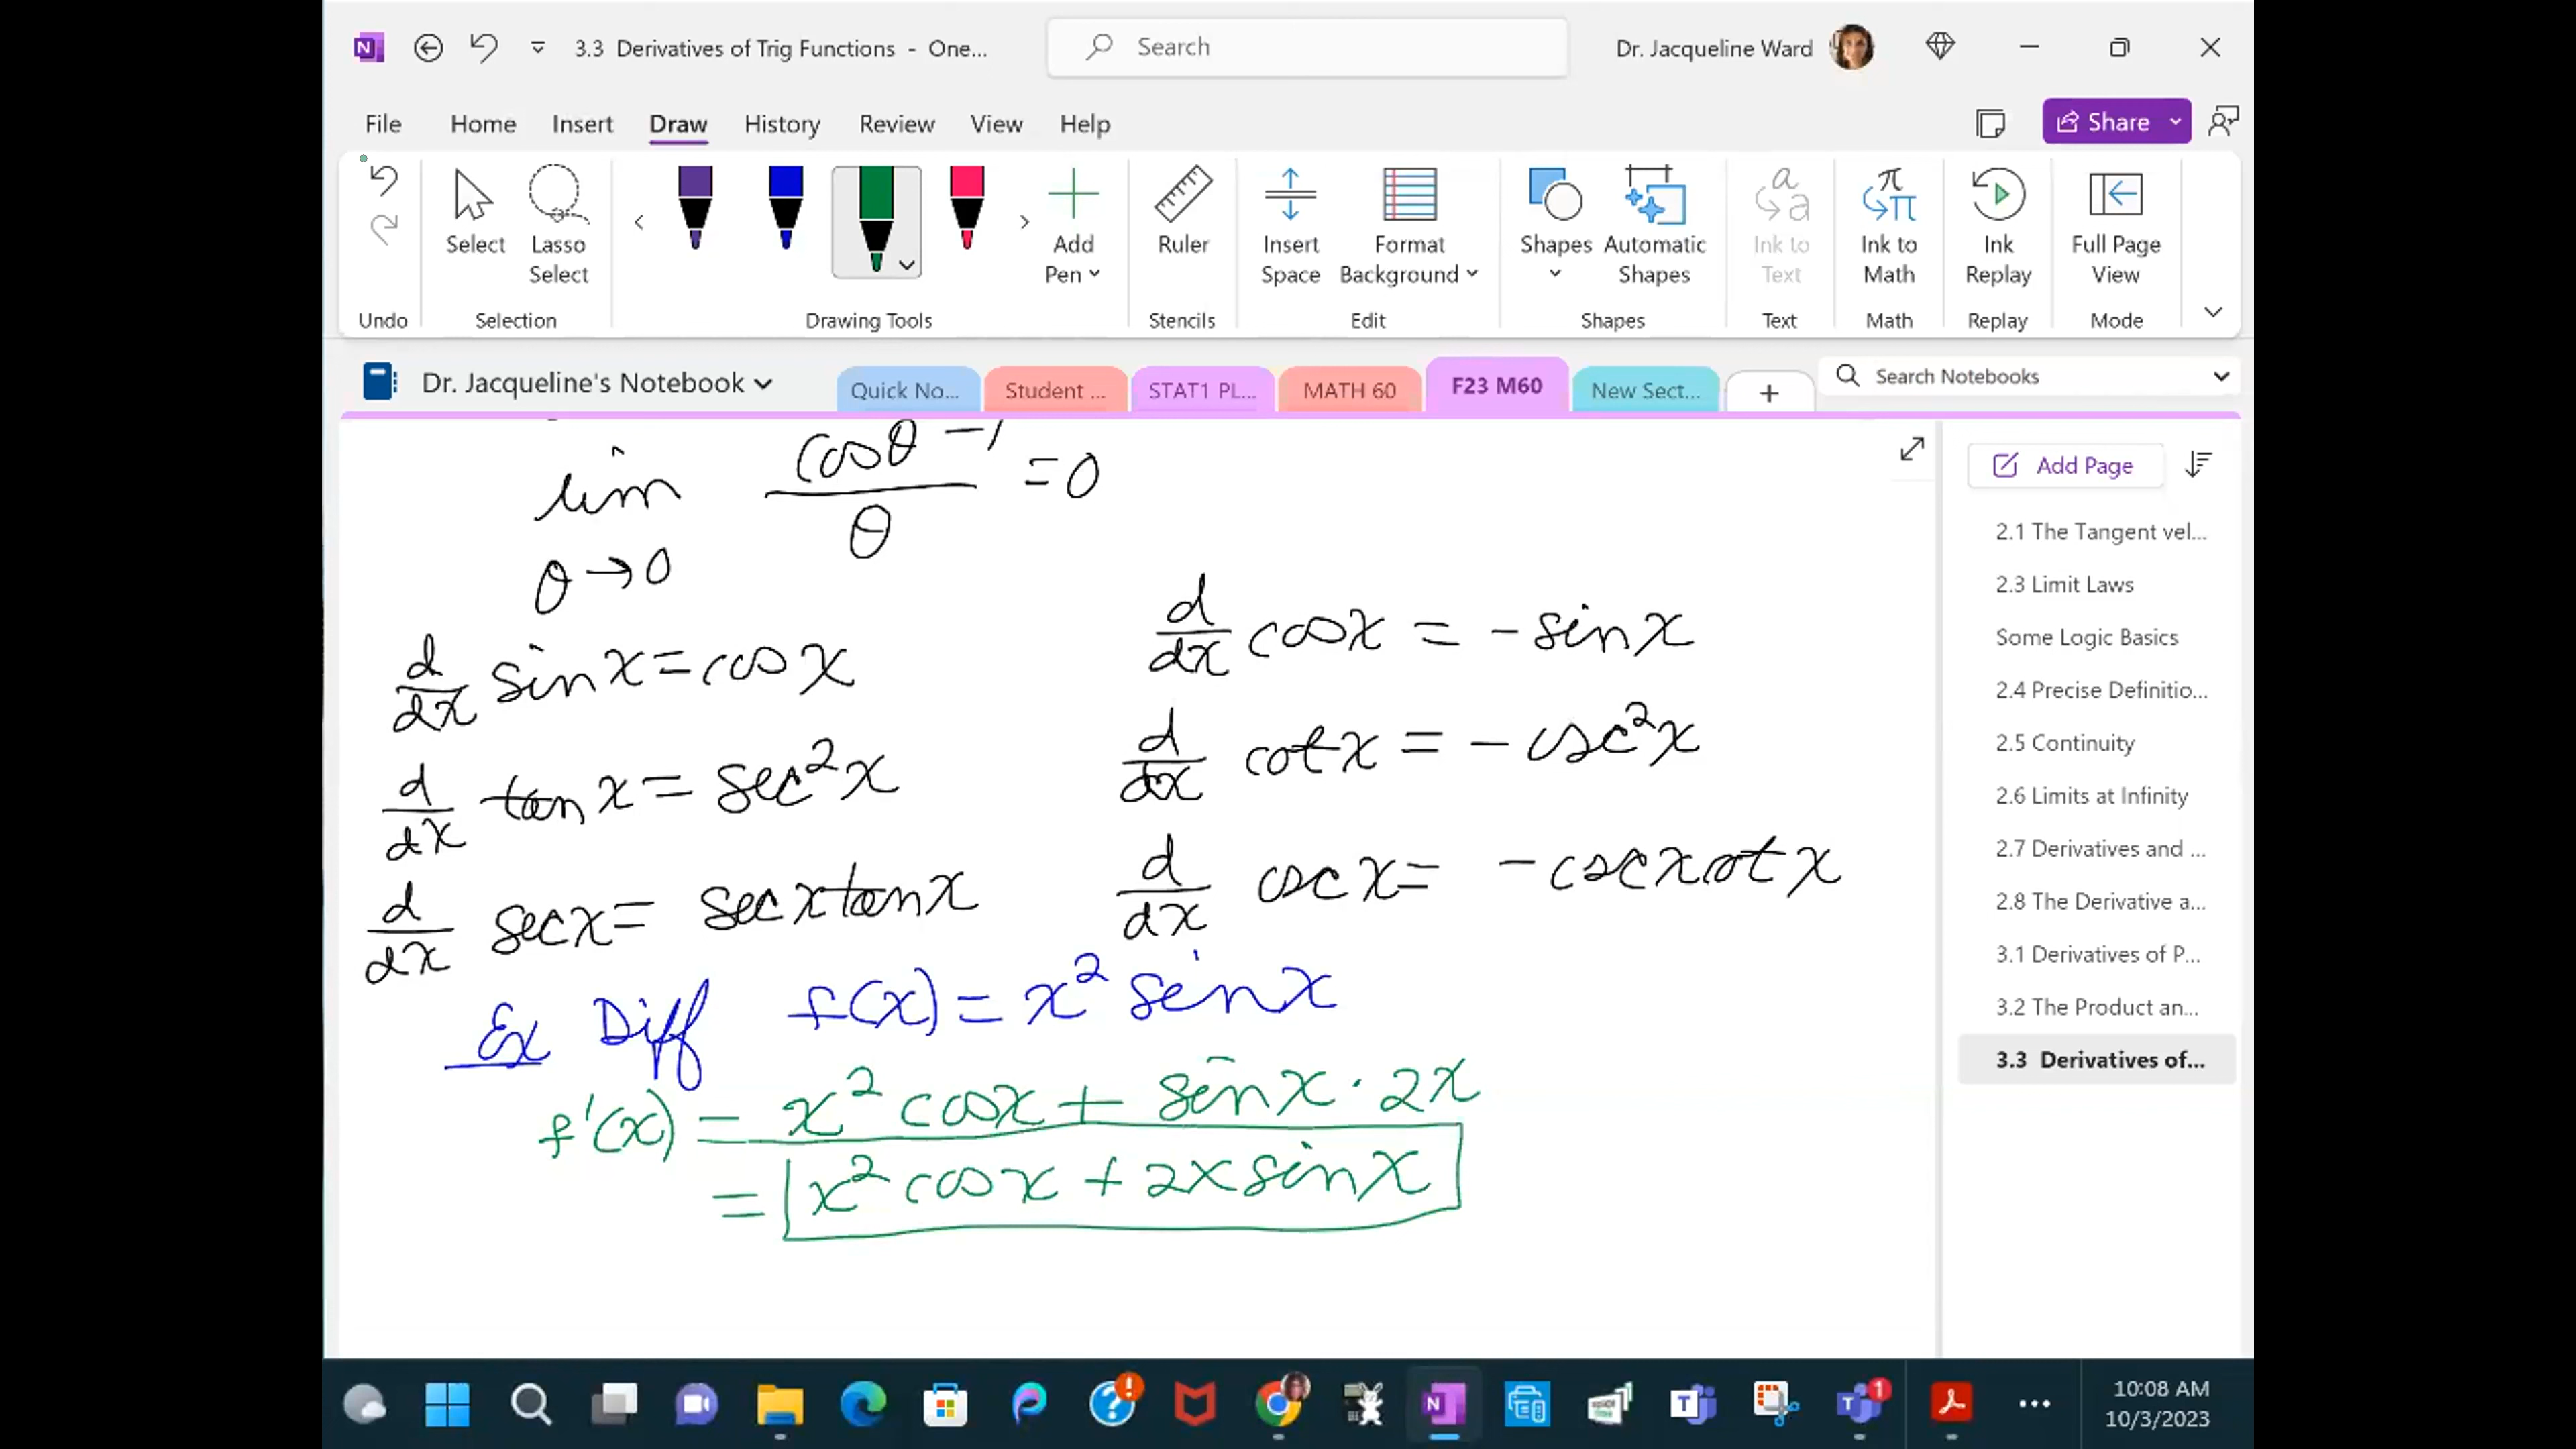 3.3 Derivatives of Trig Functions - One...
Search
Dr. Jacqueline Ward
File Home Insert Draw History Review View Help
Share
Select
Lasso Select
Add Pen
Ruler
Insert Space
Format Background
Shapes
Automatic Shapes
Ink to Text
Ink to Math
Ink Replay
Full Page View
Undo Selection Drawing Tools Stencils Edit Shapes Text Math Replay Mode
Dr. Jacqueline's Notebook
Quick No... Student ... STAT1 PL... MATH 60 F23 M60 New Sect... +
Search Notebooks
lim θ→0 (cosθ - 1)/θ = 0
d/dx sin x = cos x
d/dx cos x = - sin x
d/dx tan x = sec² x
d/dx cot x = - csc² x
d/dx sec x = sec x tan x
d/dx csc x = - csc x cot x
Ex Diff f(x) = x² sin x
f'(x) = x² cos x + sin x · 2x
= x² cos x + 2x sin x
Add Page
2.1 The Tangent vel...
2.3 Limit Laws
Some Logic Basics
2.4 Precise Definitio...
2.5 Continuity
2.6 Limits at Infinity
2.7 Derivatives and ...
2.8 The Derivative a...
3.1 Derivatives of P...
3.2 The Product an...
3.3 Derivatives of...
10:08 AM
10/3/2023